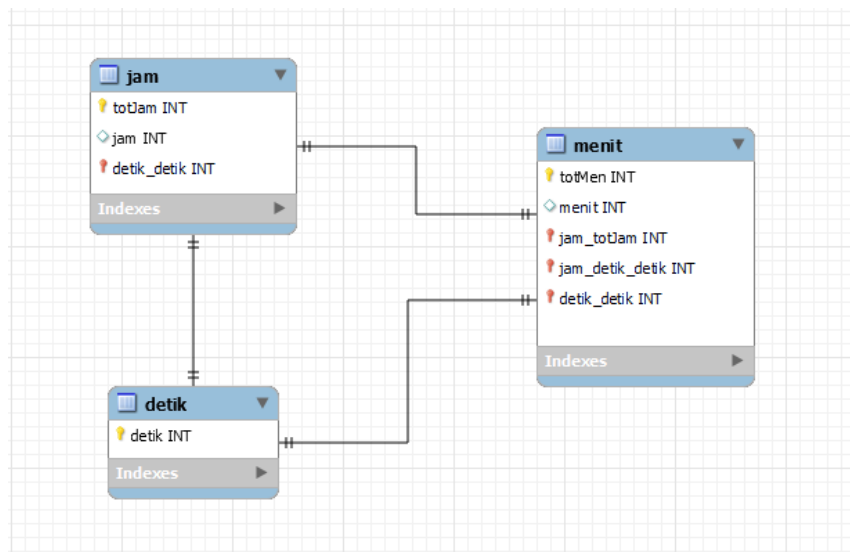 jam
totJam INT
jam INT
detik_detik INT
Indexes
menit
totMen INT
menit INT
jam_totJam INT
jam_detik_detik INT
detik_detik INT
Indexes
detik
detik INT
Indexes